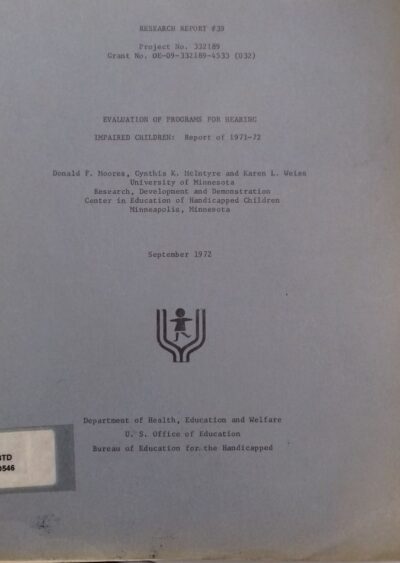 RESEARCH REPORT #39
Project No. 332189
Grant No. OE-09-332189-4533 (032)
EVALUATION OF PROGRAMS FOR HEARING
IMPAIRED CHILDREN: Report of 1971-72
Donald F. Moores, Cynthia K. McIntyre and Karen L. Weiss
University of Minnesota
Research, Development and Demonstration
Center in Education of Handicapped Children
Minneapolis, Minnesota
September 1972
Department of Health, Education and Welfare
U. S. Office of Education
Bureau of Education for the Handicapped
BTD
0546